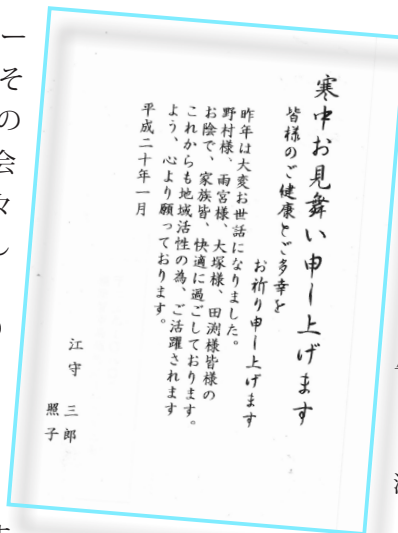 寒中お見舞い申し上げます
皆様のご健康とご多幸を
お祈り申し上げます
昨年は大変お世話になりました。
野村様、雨宮様、大塚様、田渕様皆様の
お陰で、家族皆、快適に過ごしております。
これからも地域活性の為、ご活躍されます
よう、心より願っております。
平成二十年一月
江守 三郎
照子
ーその会々し